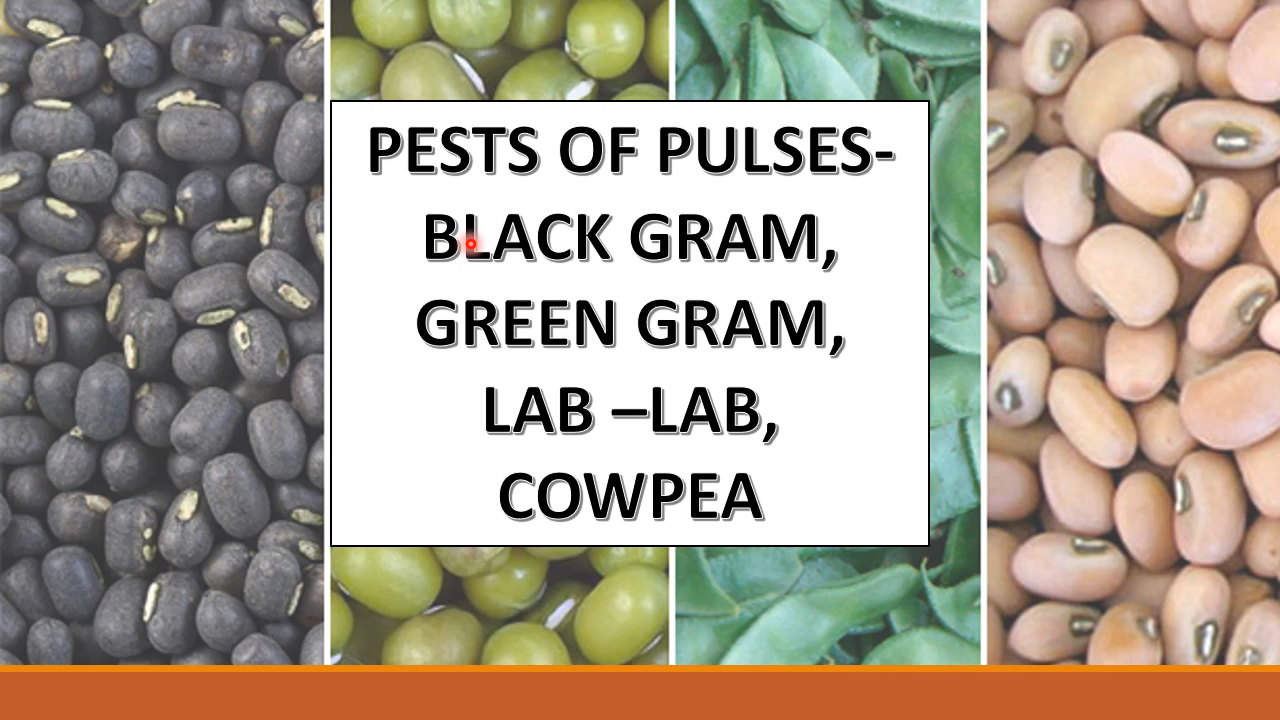 PESTS OF PULSES-
BLACK GRAM,
GREEN GRAM,
LAB –LAB,
COWPEA